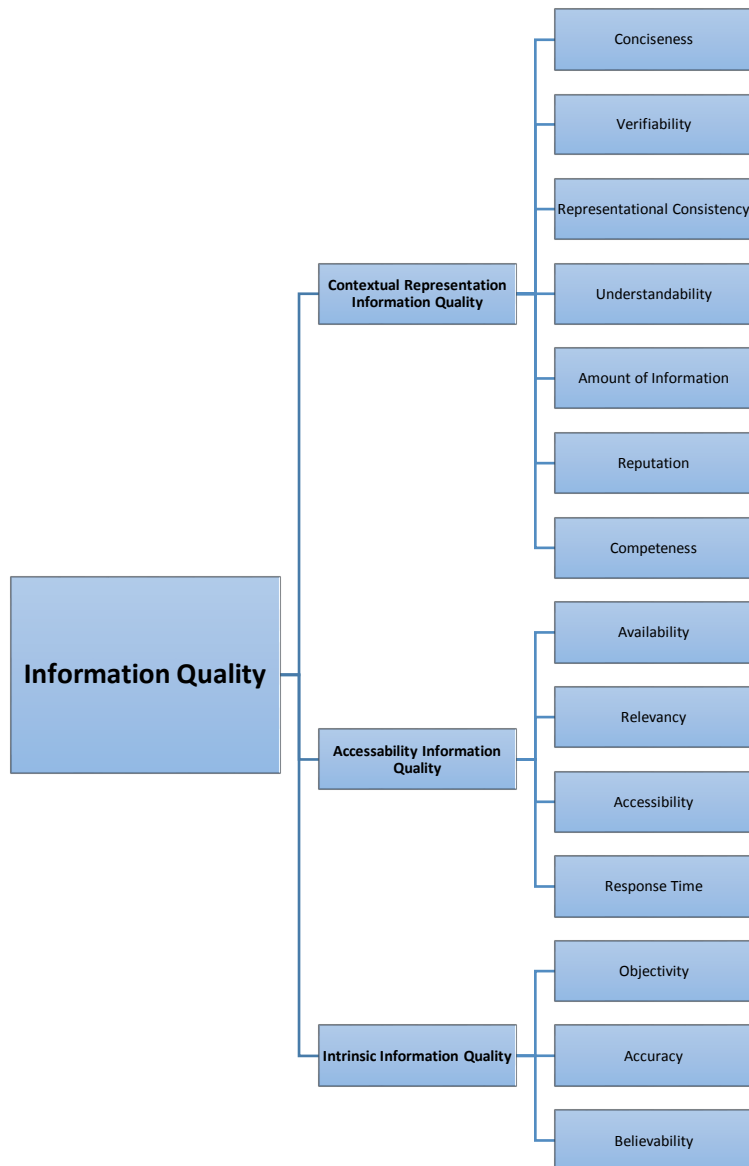 Information Quality
Contextual Representation
Information Quality
Conciseness
Verifiability
Representational Consistency
Understandability
Amount of Information
Reputation
Competeness
Accessability Information
Quality
Availability
Relevancy
Accessibility
Response Time
Intrinsic Information Quality
Objectivity
Accuracy
Believability